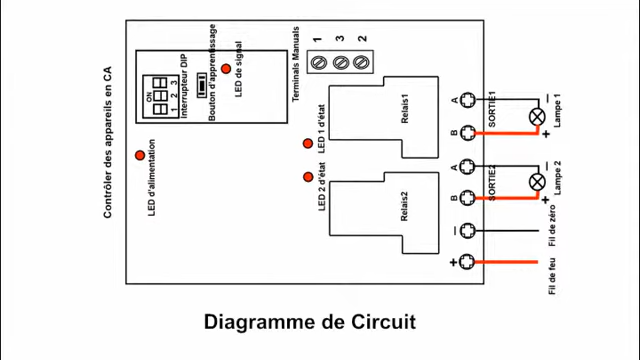 Contrôler des appareils en CA
ON
1 2 3
Interrupteur DIP
Bouton d'apprentissage
LED de signal
Terminals Manuals
1 3 2
LED d'alimentation
LED 1 d'état
LED 2 d'état
Relais1
Relais2
A
B
SORTIE1
Lampe 1
−
+
A
B
SORTIE2
Lampe 2
−
+
−
Fil de zéro
+
Fil de feu
Diagramme de Circuit